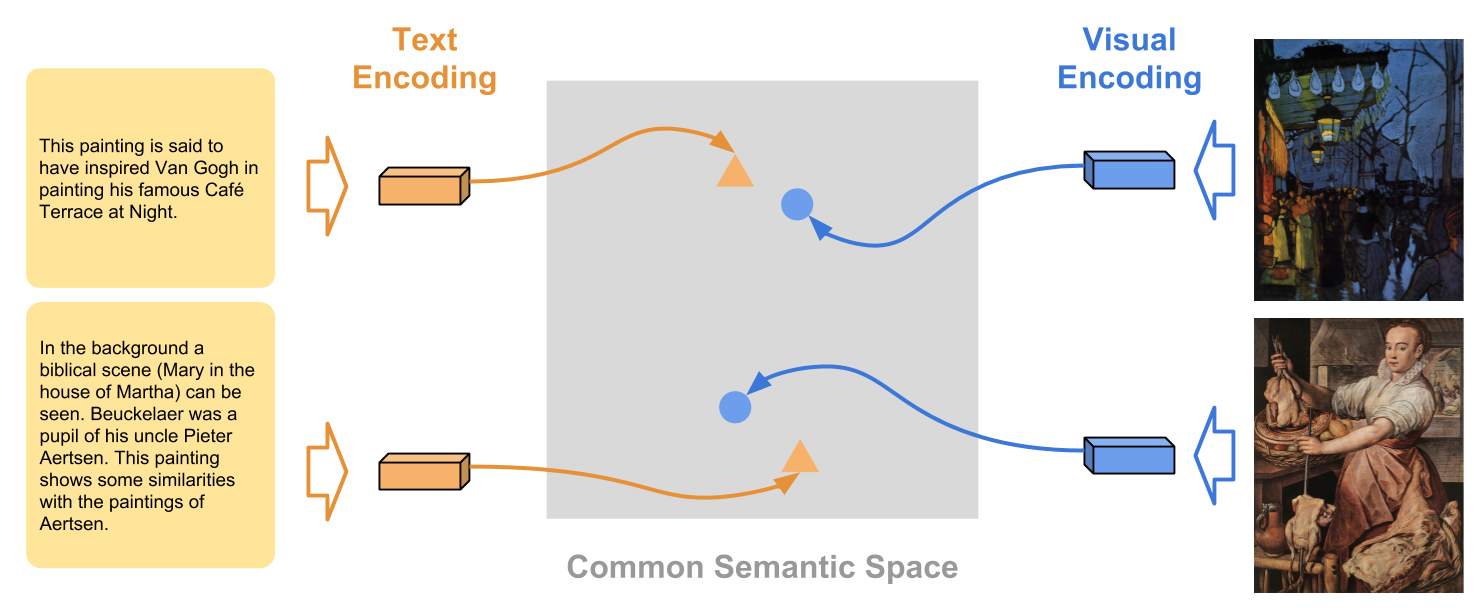 Text
Encoding
Visual
Encoding
This painting is said to
have inspired Van Gogh in
painting his famous Café
Terrace at Night.
In the background a
biblical scene (Mary in the
house of Martha) can be
seen. Beuckelaer was a
pupil of his uncle Pieter
Aertsen. This painting
shows some similarities
with the paintings of
Aertsen.
Common Semantic Space